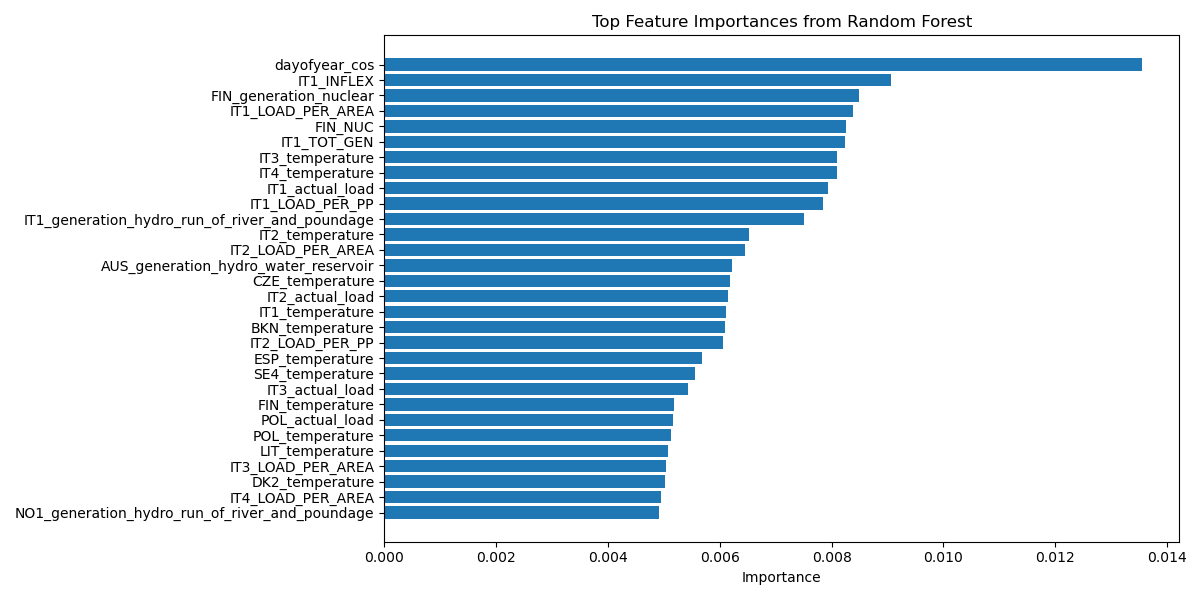 Top Feature Importances from Random Forest
dayofyear_cos
IT1_INFLEX
FIN_generation_nuclear
IT1_LOAD_PER_AREA
FIN_NUC
IT1_TOT_GEN
IT3_temperature
IT4_temperature
IT1_actual_load
IT1_LOAD_PER_PP
IT1_generation_hydro_run_of_river_and_poundage
IT2_temperature
IT2_LOAD_PER_AREA
AUS_generation_hydro_water_reservoir
CZE_temperature
IT2_actual_load
IT1_temperature
BKN_temperature
IT2_LOAD_PER_PP
ESP_temperature
SE4_temperature
IT3_actual_load
FIN_temperature
POL_actual_load
POL_temperature
LIT_temperature
IT3_LOAD_PER_AREA
DK2_temperature
IT4_LOAD_PER_AREA
NO1_generation_hydro_run_of_river_and_poundage
0.000 0.002 0.004 0.006 0.008 0.010 0.012 0.014
Importance